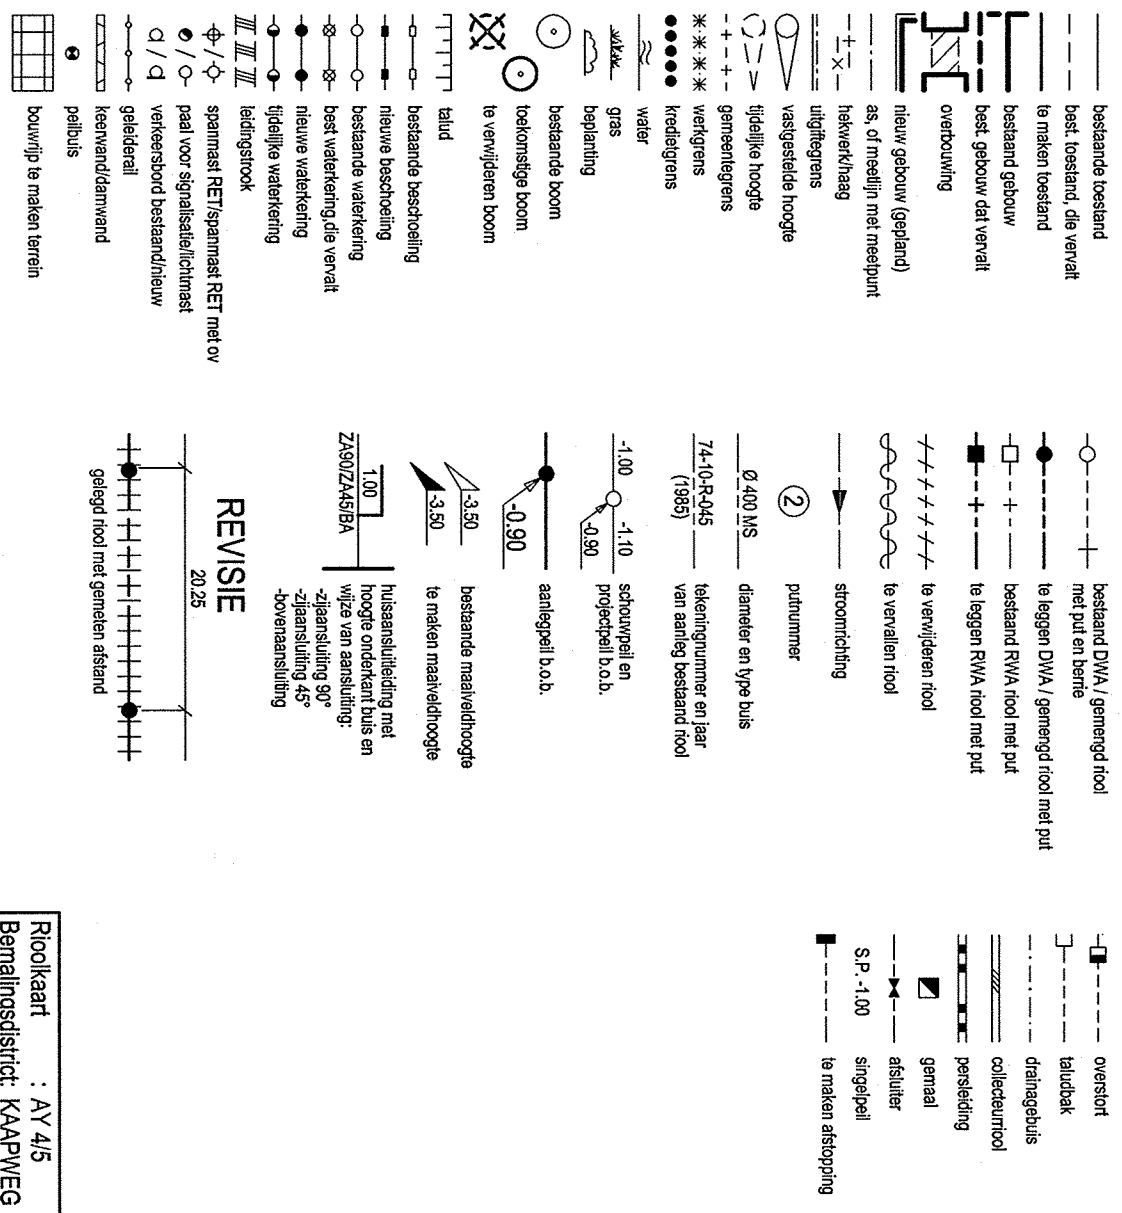 bestaande toestand
best. toestand, die vervalt
te maken toestand
bestaand gebouw
best. gebouw dat vervalt
overbouwing
nieuw gebouw (gepland)
as, of meetlijn met meetpunt
hekwerk/haag
uitgiftegrens
vastgestelde hoogte
tijdelijke hoogte
gemeentegrens
werkgrens
kredietgrens
water
gras
beplanting
bestaande boom
toekomstige boom
te verwijderen boom
talud
bestaande beschoeiing
nieuwe beschoeiing
bestaande waterkering
best waterkering,die vervalt
nieuwe waterkering
tijdelijke waterkering
leidingstrook
spanmast RET/spanmast RET met ov
paal voor signalisatie/lichtmast
verkeersbord bestaand/nieuw
geleiderail
keerwand/damwand
peilbuis
bouwrijp te maken terrein
bestaand DWA / gemengd riool
met put en berrie
te leggen DWA / gemengd riool met put
bestaand RWA riool met put
te leggen RWA riool met put
te verwijderen riool
te vervallen riool
stroomrichting
2 putnummer
Ø 400 MS diameter en type buis
74-10-R-045 tekeningnummer en jaar
(1985) van aanleg bestaand riool
-1.00 -1.10 schouwpeil en
-0.90 projectpeil b.o.b.
-0.90 aanlegpeil b.o.b.
-3.50 bestaande maaiveldhoogte
-3.50 te maken maaiveldhoogte
1.00 huisaansluitleiding met
ZA90/ZA45/BA hoogte onderkant buis en
wijze van aansluiting:
-zijaansluiting 90°
-zijaansluiting 45°
-bovenaansluiting
REVISIE
20.25
gelegd riool met gemeten afstand
overstort
taludbak
drainagebuis
collecteurriool
persleiding
gemaal
afsluiter
S.P. -1.00 singelpeil
te maken afstopping
Rioolkaart : AY 4/5
Bemalingsdistrict: KAAPWEG